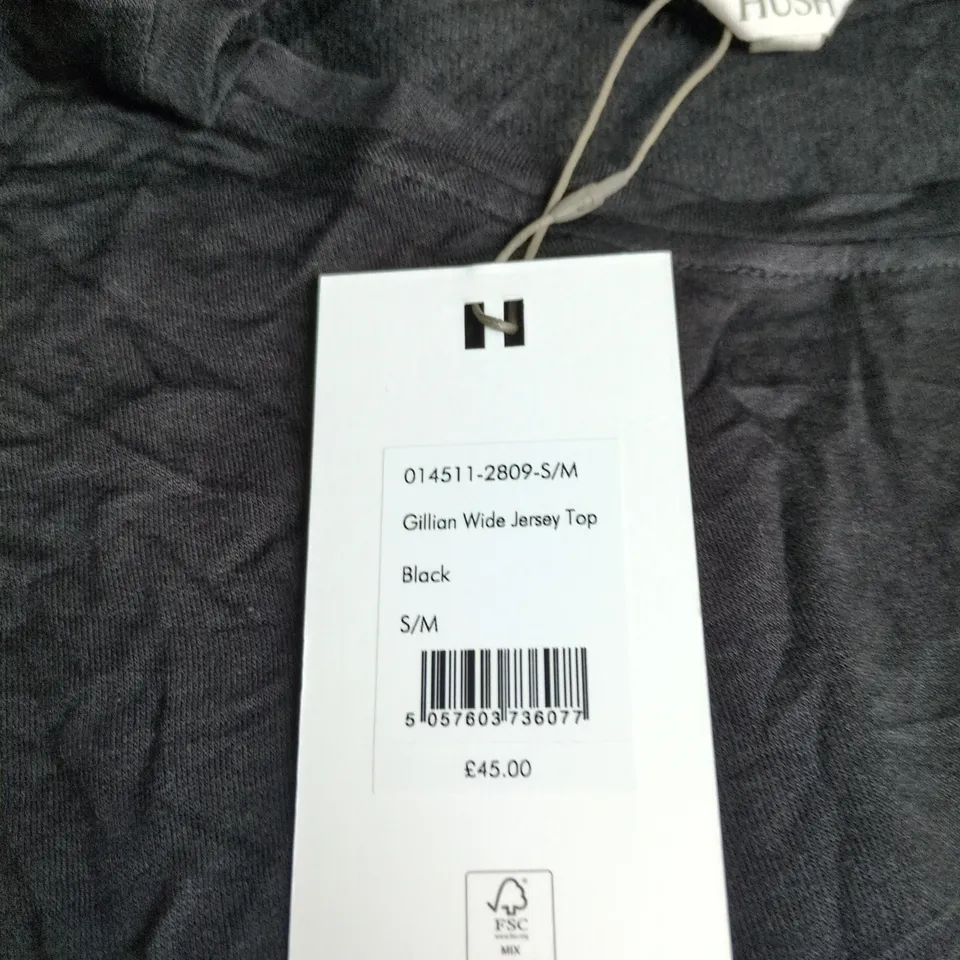 HUSH
H
014511-2809-S/M
Gillian Wide Jersey Top
Black
S/M
5 057603 736077
£45.00
FSC
MIX